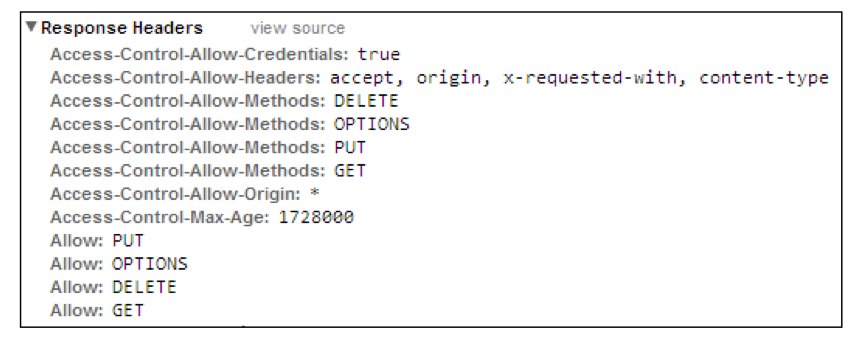 ▼ Response Headers view source
Access-Control-Allow-Credentials: true
Access-Control-Allow-Headers: accept, origin, x-requested-with, content-type
Access-Control-Allow-Methods: DELETE
Access-Control-Allow-Methods: OPTIONS
Access-Control-Allow-Methods: PUT
Access-Control-Allow-Methods: GET
Access-Control-Allow-Origin: *
Access-Control-Max-Age: 1728000
Allow: PUT
Allow: OPTIONS
Allow: DELETE
Allow: GET